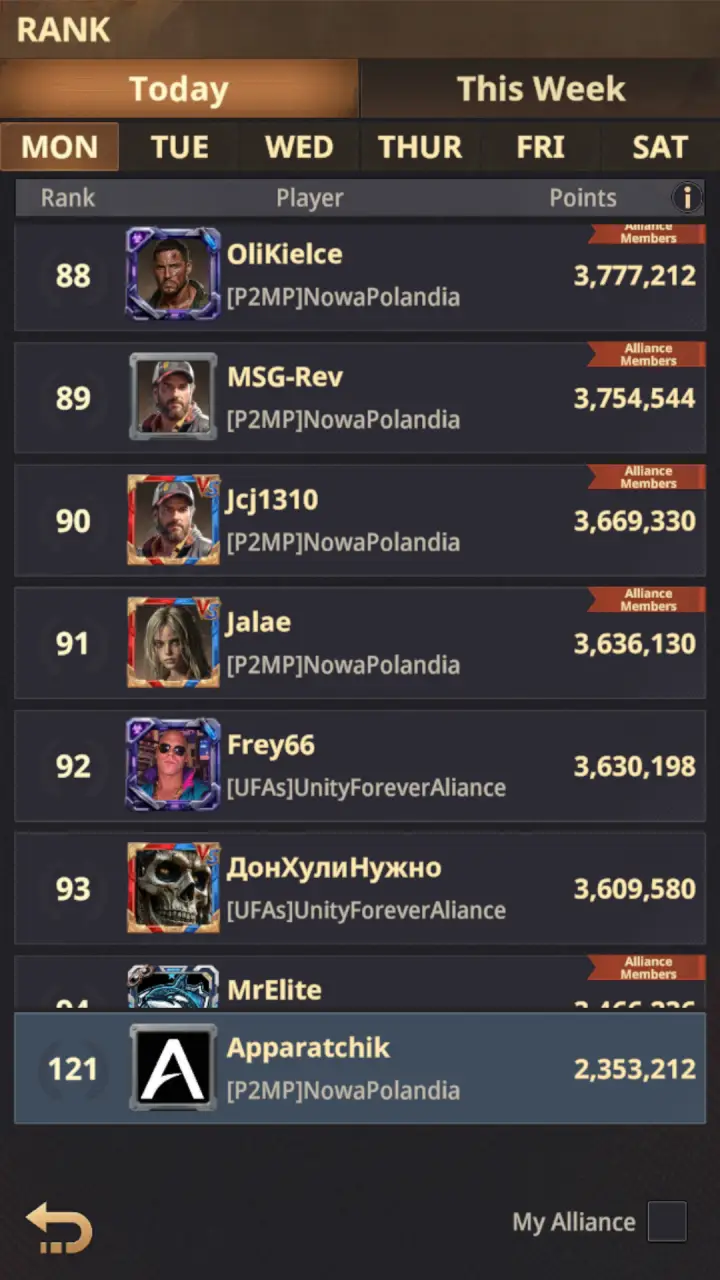 RANK
Today
This Week
MON
TUE
WED
THUR
FRI
SAT
Rank
Player
Points
Alliance
Members
88
OliKielce
[P2MP]NowaPolandia
3,777,212
Alliance
Members
89
MSG-Rev
[P2MP]NowaPolandia
3,754,544
Alliance
Members
90
Jcj1310
[P2MP]NowaPolandia
3,669,330
Alliance
Members
91
Jalae
[P2MP]NowaPolandia
3,636,130
92
Frey66
[UFAs]UnityForeverAliance
3,630,198
93
ДонХулиНужно
[UFAs]UnityForeverAliance
3,609,580
Alliance
Members
MrElite
121
Apparatchik
[P2MP]NowaPolandia
2,353,212
My Alliance